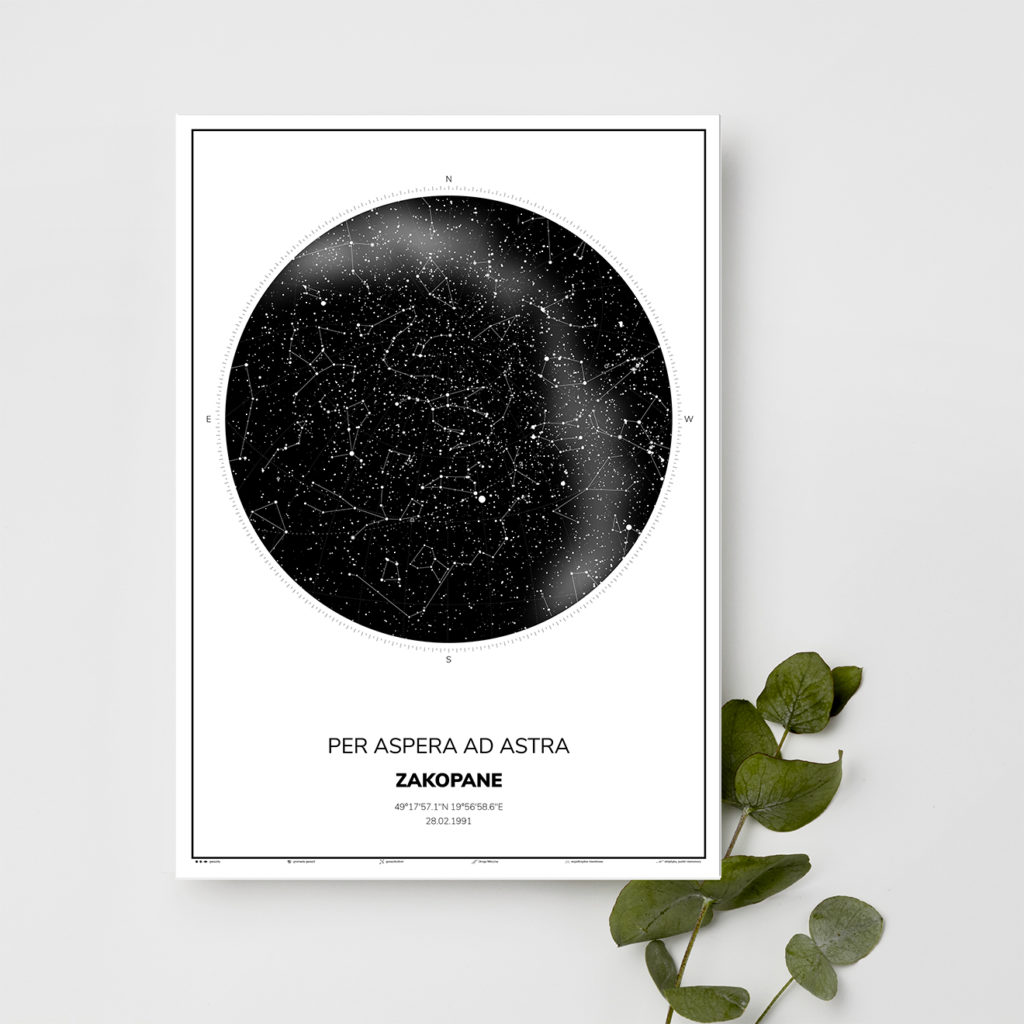 N
E
W
S
PER ASPERA AD ASTRA
ZAKOPANE
49°17'57.1"N 19°56'58.6"E
28.02.1991